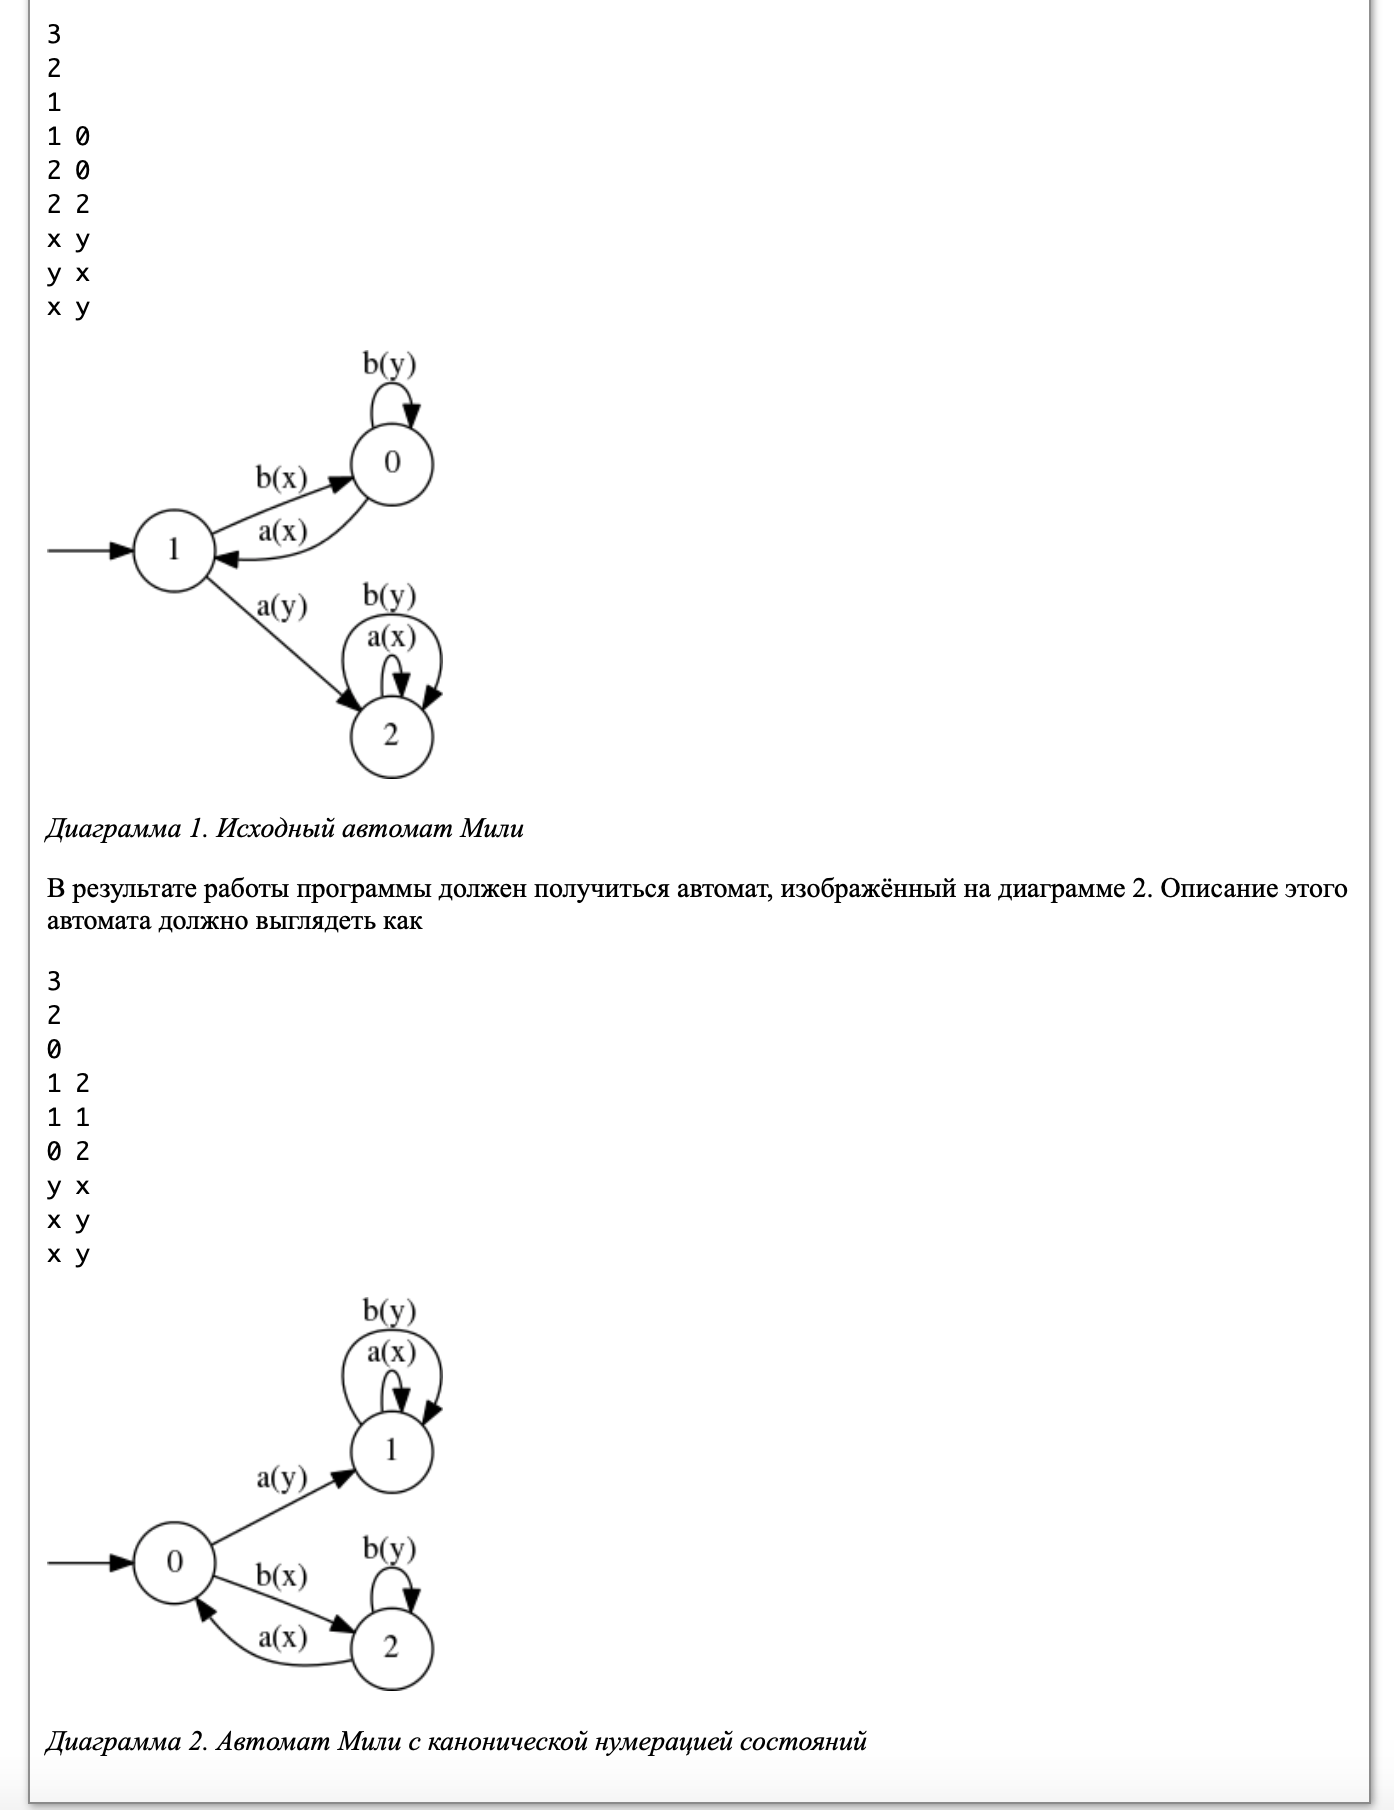 3
2
1
1 0
2 0
2 2
x y
y x
x y
b(y)
0
b(x)
a(x)
1
a(y)
b(y)
a(x)
2
Диаграмма 1. Исходный автомат Мили
В результате работы программы должен получиться автомат, изображённый на диаграмме 2. Описание этого
автомата должно выглядеть как
3
2
0
1 2
1 1
0 2
y x
x y
x y
b(y)
a(x)
1
a(y)
0
b(y)
b(x)
a(x)
2
Диаграмма 2. Автомат Мили с канонической нумерацией состояний